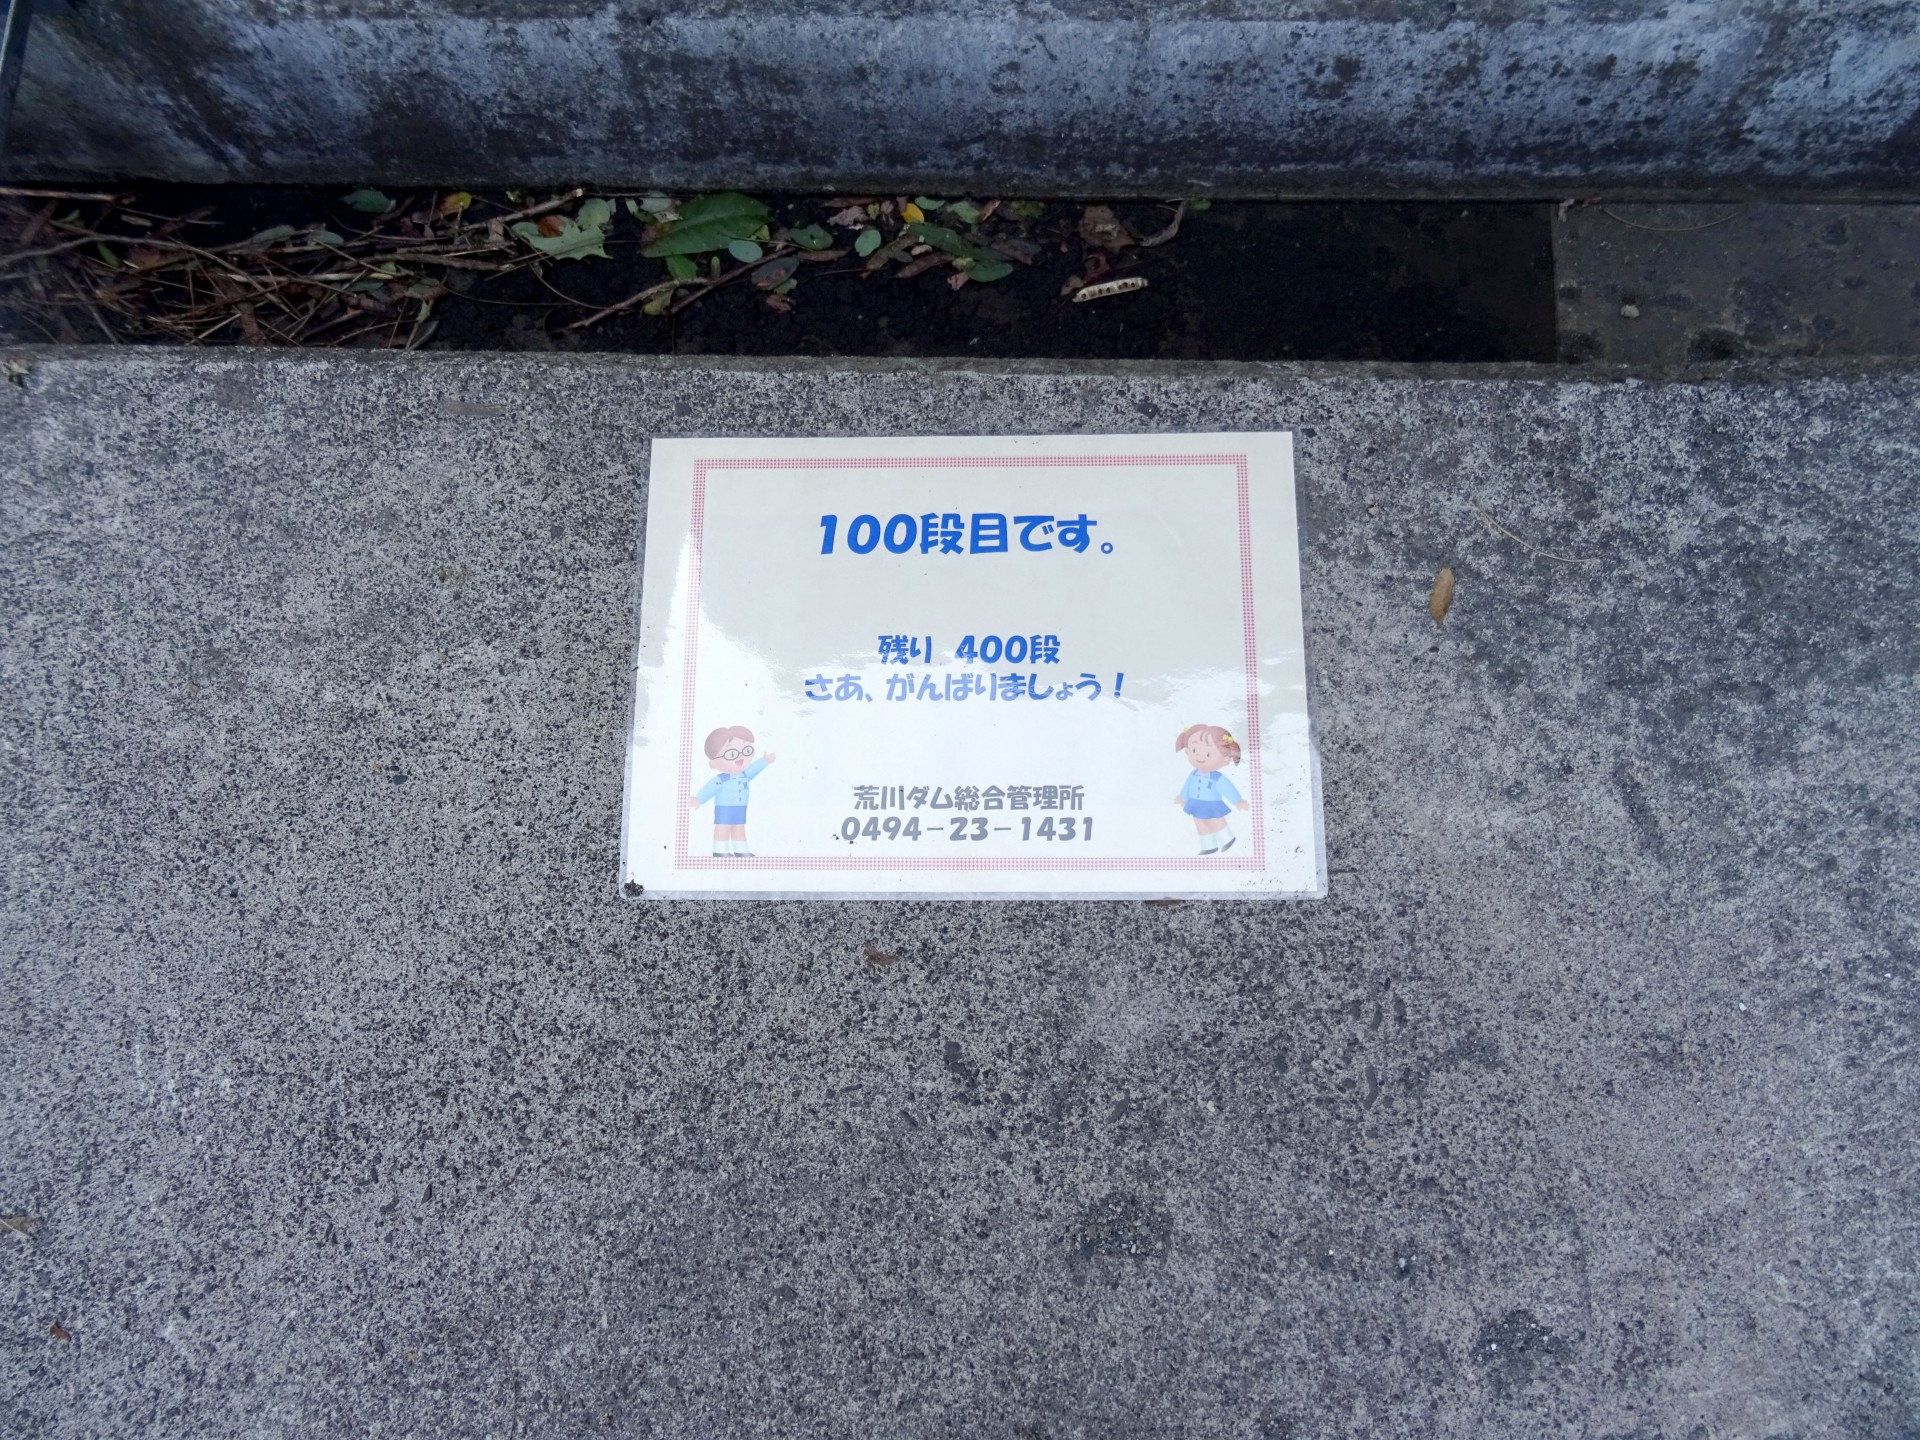 100段目です。
残り 400段
さあ、がんばりましょう！
荒川ダム総合管理所
0494－23－1431